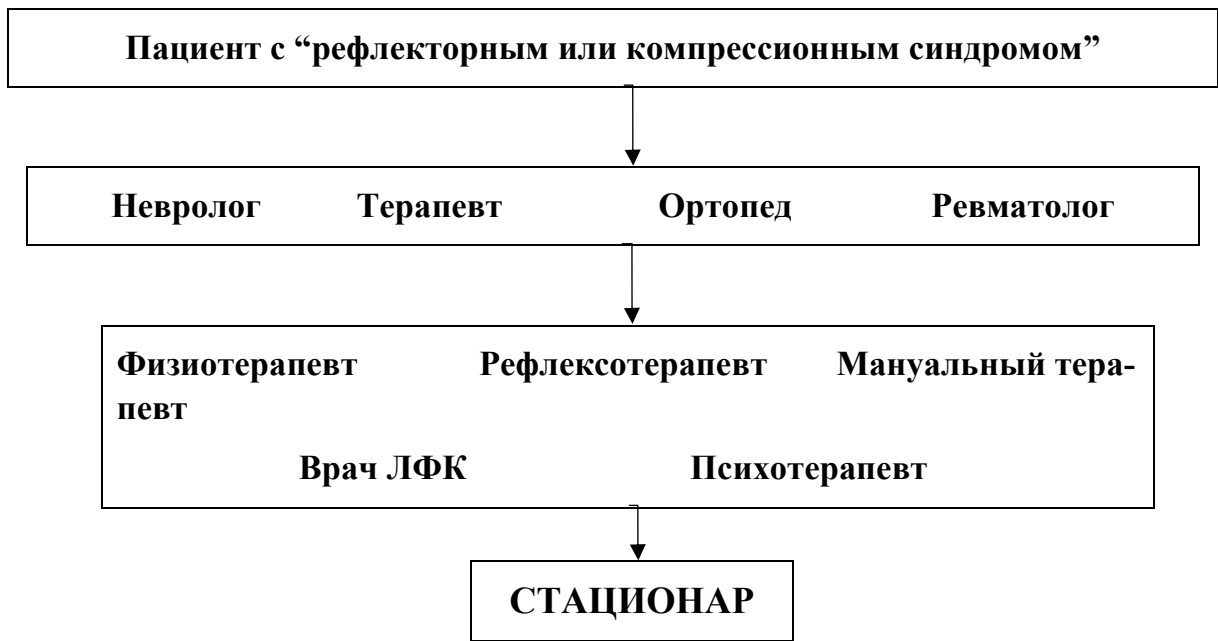 Пациент с “рефлекторным или компрессионным синдромом”
Невролог Терапевт Ортопед Ревматолог
Физиотерапевт Рефлексотерапевт Мануальный тера-
певт
Врач ЛФК Психотерапевт
СТАЦИОНАР